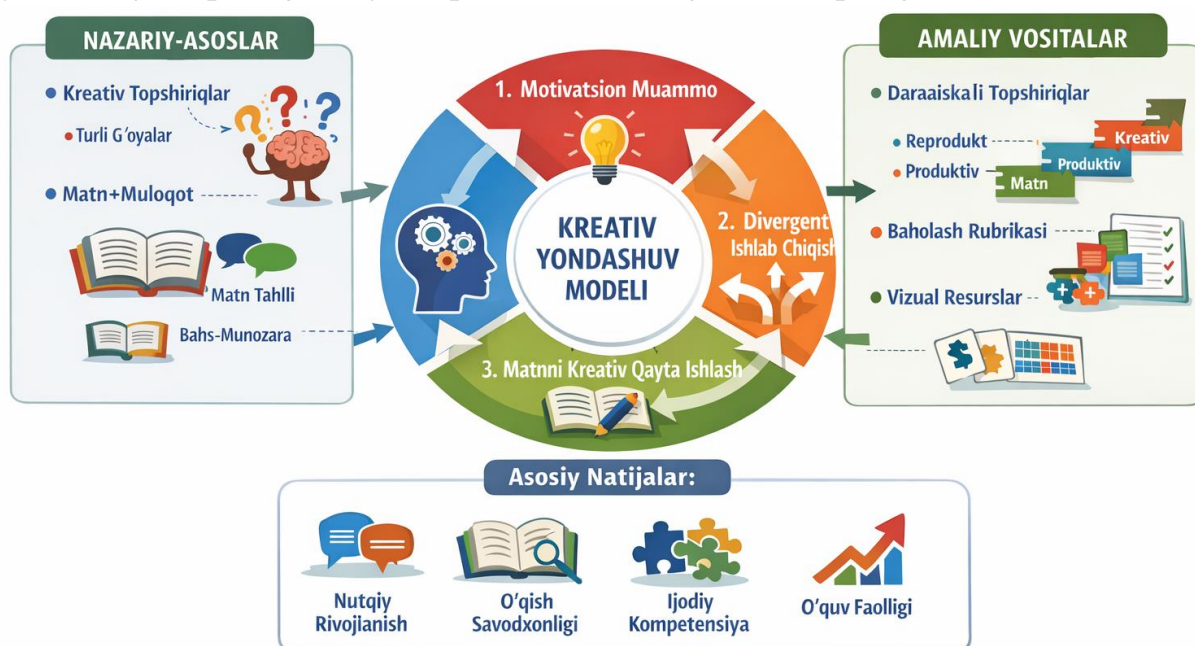 NAZARIY-ASOSLAR
Kreativ Topshiriqlar
Turli G‘oyalar
Matn+Muloqot
Matn Tahlli
Bahs-Munozara
1. Motivatsion Muammo
2. Divergent
Ishlab Chiqish
3. Matnni Kreativ Qayta Ishlash
KREATIV
YONDASHUV
MODELI
AMALIY VOSITALAR
Daraaiskali Topshiriqlar
Reprodukt
Produktiv
Kreativ
Produktiv
Matn
Baholash Rubrikasi
Vizual Resurslar
Asosiy Natijalar:
Nutqiy
Rivojlanish
O‘qish
Savodxonligi
Ijodiy
Kompetensiya
O‘quv Faolligi